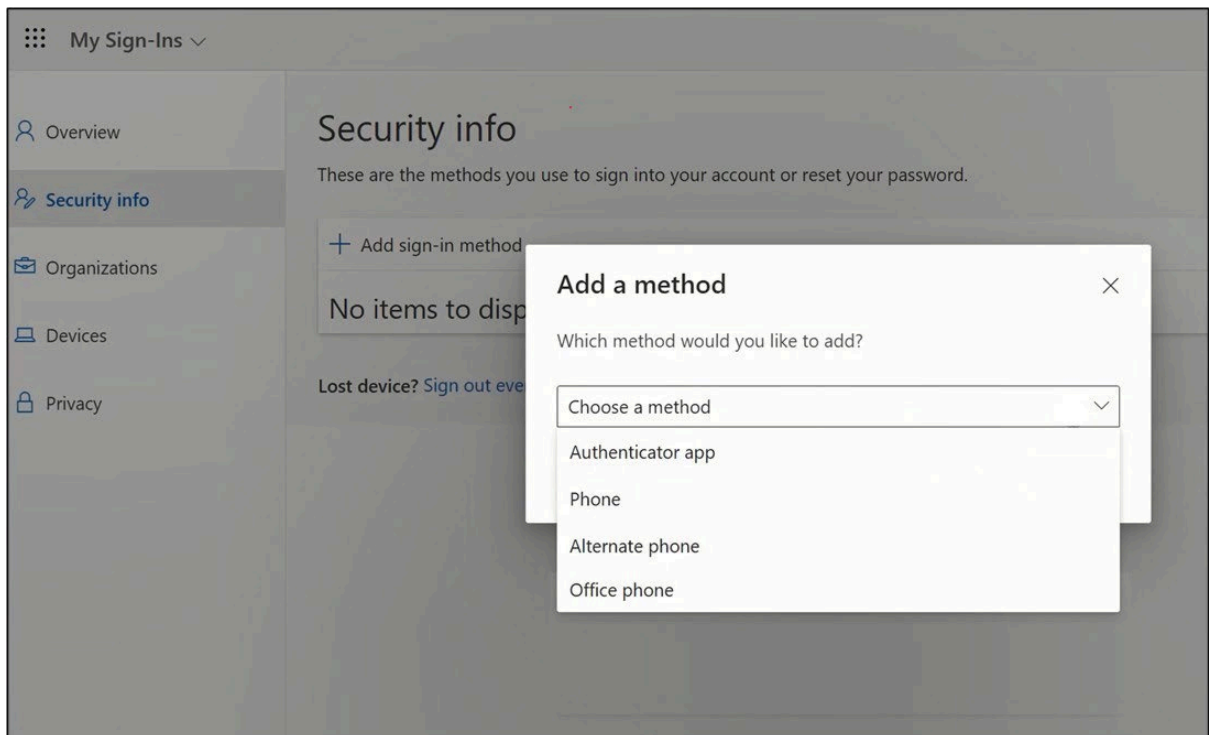 My Sign-Ins
Overview
Security info
Organizations
Devices
Privacy
Security info
These are the methods you use to sign into your account or reset your password.
Add sign-in method
No items to disp
Lost device? Sign out eve
Add a method
Which method would you like to add?
Choose a method
Authenticator app
Phone
Alternate phone
Office phone